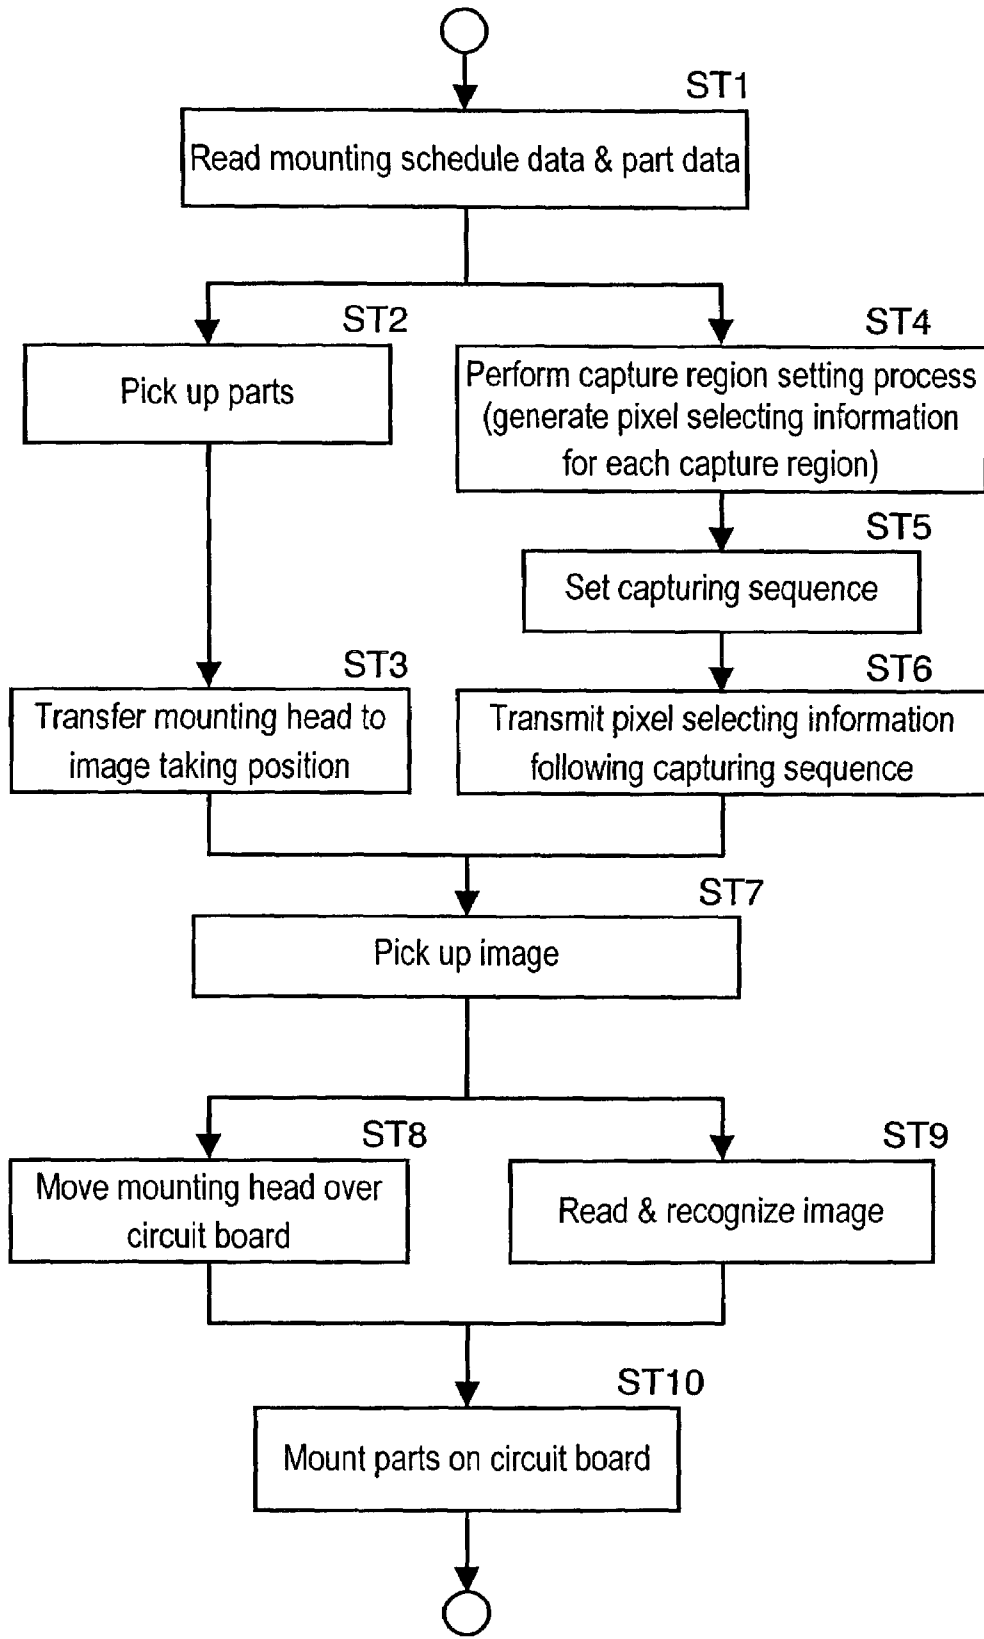 ST1
Read mounting schedule data & part data
ST2
Pick up parts
ST4
Perform capture region setting process
(generate pixel selecting information
for each capture region)
ST5
Set capturing sequence
ST3
Transfer mounting head to
image taking position
ST6
Transmit pixel selecting information
following capturing sequence
ST7
Pick up image
ST8
Move mounting head over
circuit board
ST9
Read & recognize image
ST10
Mount parts on circuit board